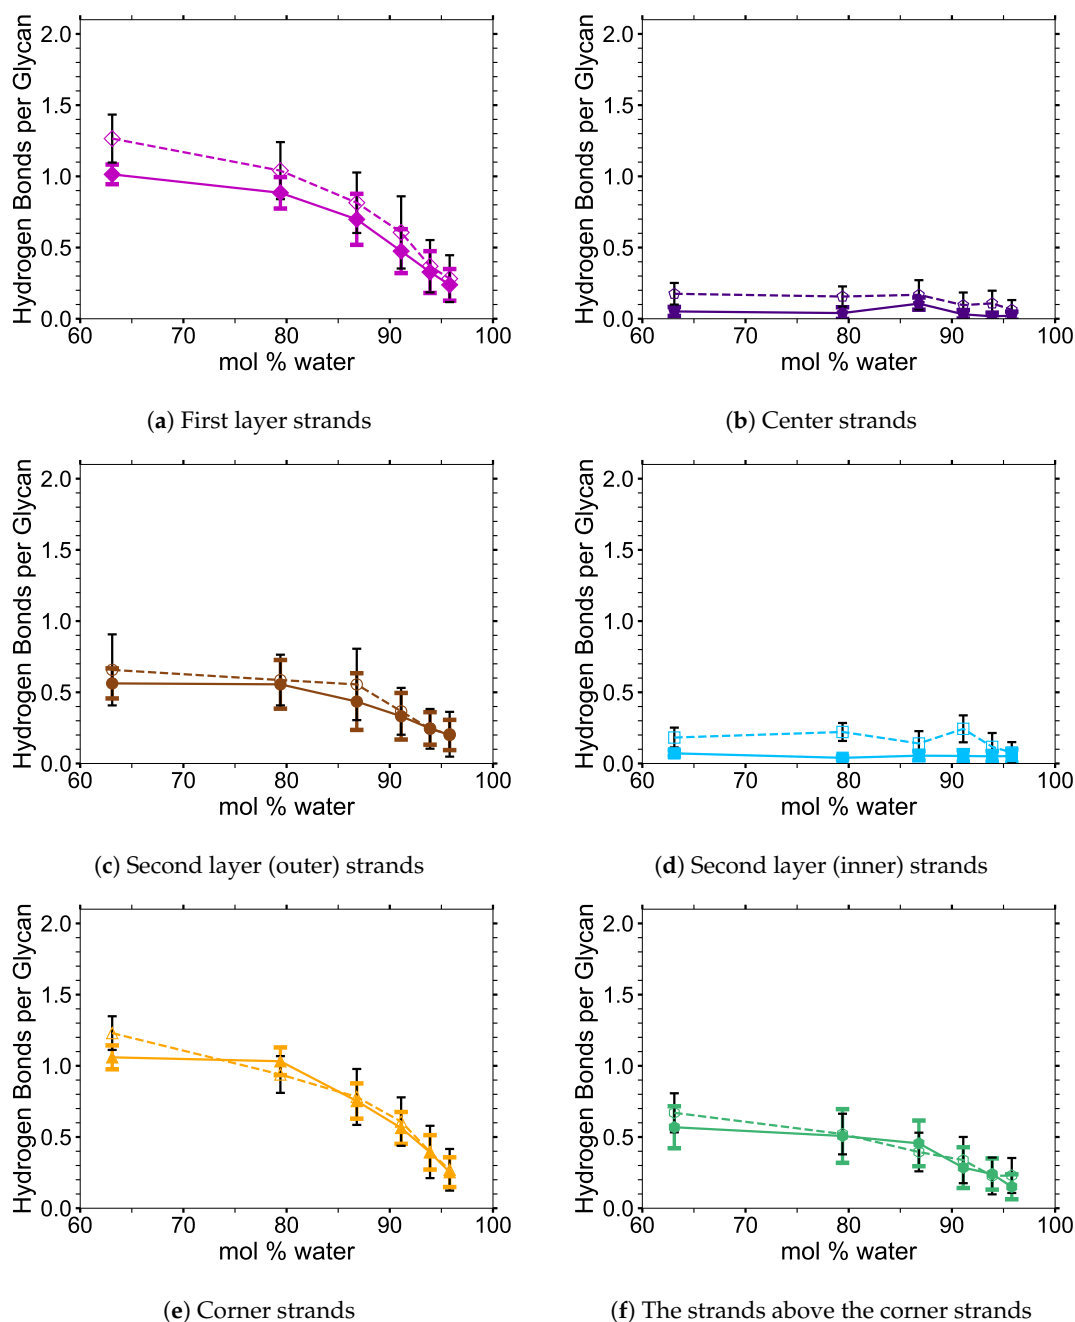 Hydrogen Bonds per Glycan
2.0
1.5
1.0
0.5
0.0
60 70 80 90 100
mol % water
(a) First layer strands
Hydrogen Bonds per Glycan
2.0
1.5
1.0
0.5
0.0
60 70 80 90 100
mol % water
(b) Center strands
Hydrogen Bonds per Glycan
2.0
1.5
1.0
0.5
0.0
60 70 80 90 100
mol % water
(c) Second layer (outer) strands
Hydrogen Bonds per Glycan
2.0
1.5
1.0
0.5
0.0
60 70 80 90 100
mol % water
(d) Second layer (inner) strands
Hydrogen Bonds per Glycan
2.0
1.5
1.0
0.5
0.0
60 70 80 90 100
mol % water
(e) Corner strands
Hydrogen Bonds per Glycan
2.0
1.5
1.0
0.5
0.0
60 70 80 90 100
mol % water
(f) The strands above the corner strands